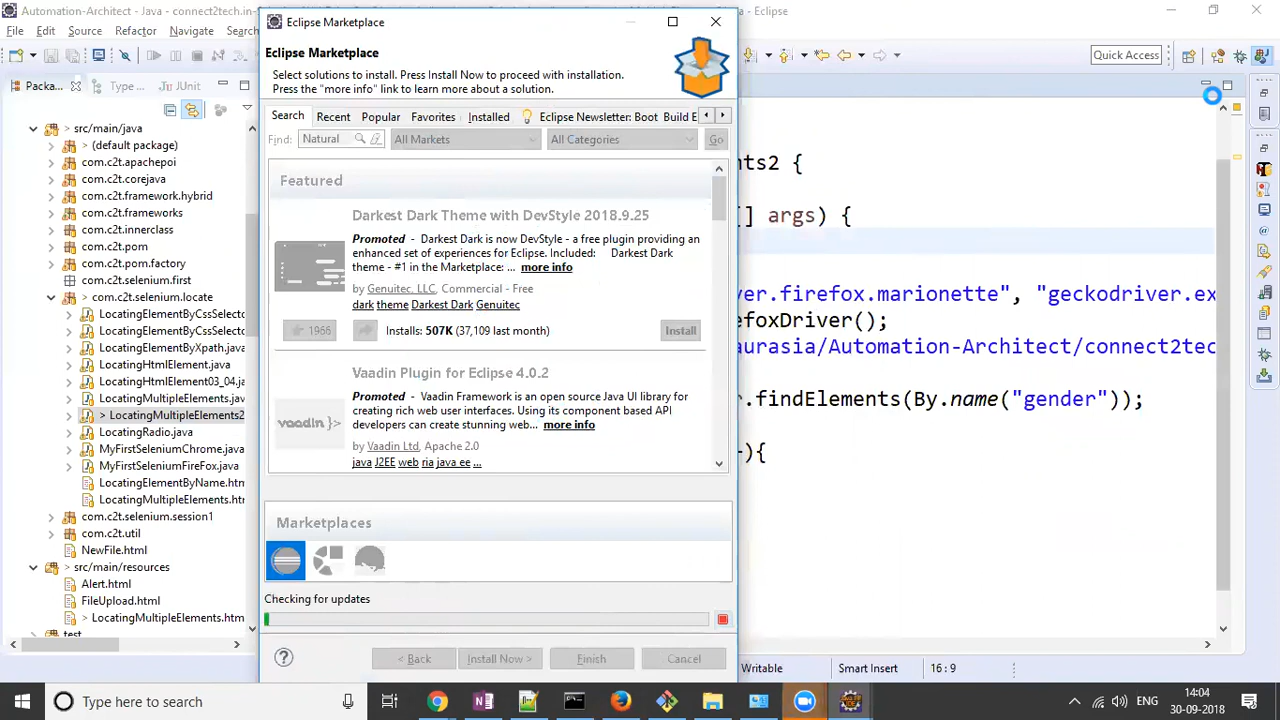 Automation-Architect - Java - connect2tech.in-
Eclipse Marketplace
- Eclipse
File Edit Source Refactor Navigate Search
Eclipse Marketplace
Select solutions to install. Press Install Now to proceed with installation.
Press the "more info" link to learn more about a solution.
Quick Access
Packa... Type ... JUnit
Search Recent Popular Favorites Installed Eclipse Newsletter: Boot Build E
Find: Natural All Markets All Categories Go
src/main/java
(default package)
com.c2t.apachepoi
com.c2t.corejava
com.c2t.framework.hybrid
com.c2t.frameworks
com.c2t.innerclass
com.c2t.pom
com.c2t.pom.factory
com.c2t.selenium.first
> com.c2t.selenium.locate
LocatingElementByCssSelecto
LocatingElementByCssSelecto
LocatingElementByXpath.java
LocatingHtmlElement.java
LocatingHtmlElement03_04.j
LocatingMultipleElements.jav
> LocatingMultipleElements2
LocatingRadio.java
MyFirstSeleniumChrome.java
MyFirstSeleniumFireFox.java
LocatingElementByName.htm
LocatingMultipleElements.htm
com.c2t.selenium.session1
com.c2t.util
NewFile.html
src/main/resources
Alert.html
FileUpload.html
> LocatingMultipleElements.htm
test
Featured
Darkest Dark Theme with DevStyle 2018.9.25
Promoted - Darkest Dark is now DevStyle - a free plugin providing an
enhanced set of experiences for Eclipse. Included: Darkest Dark
theme - #1 in the Marketplace: ... more info
by Genuitec, LLC, Commercial - Free
dark theme Darkest Dark Genuitec
1966 Installs: 507K (37,109 last month) Install
Vaadin Plugin for Eclipse 4.0.2
vaadin }>
Promoted - Vaadin Framework is an open source Java UI library for
creating rich web user interfaces. Using its component based API
developers can create stunning web... more info
by Vaadin Ltd, Apache 2.0
java J2EE web ria java ee ...
Marketplaces
Checking for updates
< Back Install Now > Finish Cancel
nts2 {
[] args) {
er.firefox.marionette", "geckodriver.ex
efoxDriver();
aurasia/Automation-Architect/connect2tec
.findElements(By.name("gender"));
){
Writable Smart Insert 16 : 9
Type here to search
ENG
14:04
30-09-2018